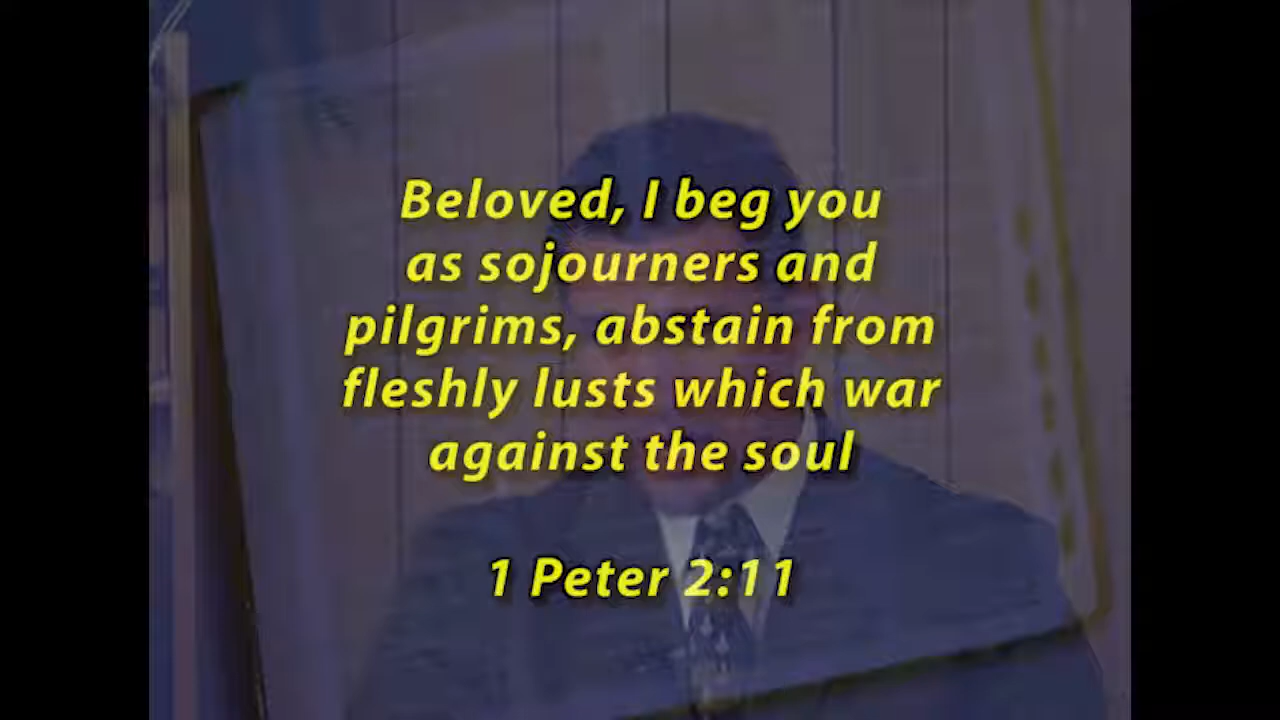 Beloved, I beg you
as sojourners and
pilgrims, abstain from
fleshly lusts which war
against the soul
1 Peter 2:11